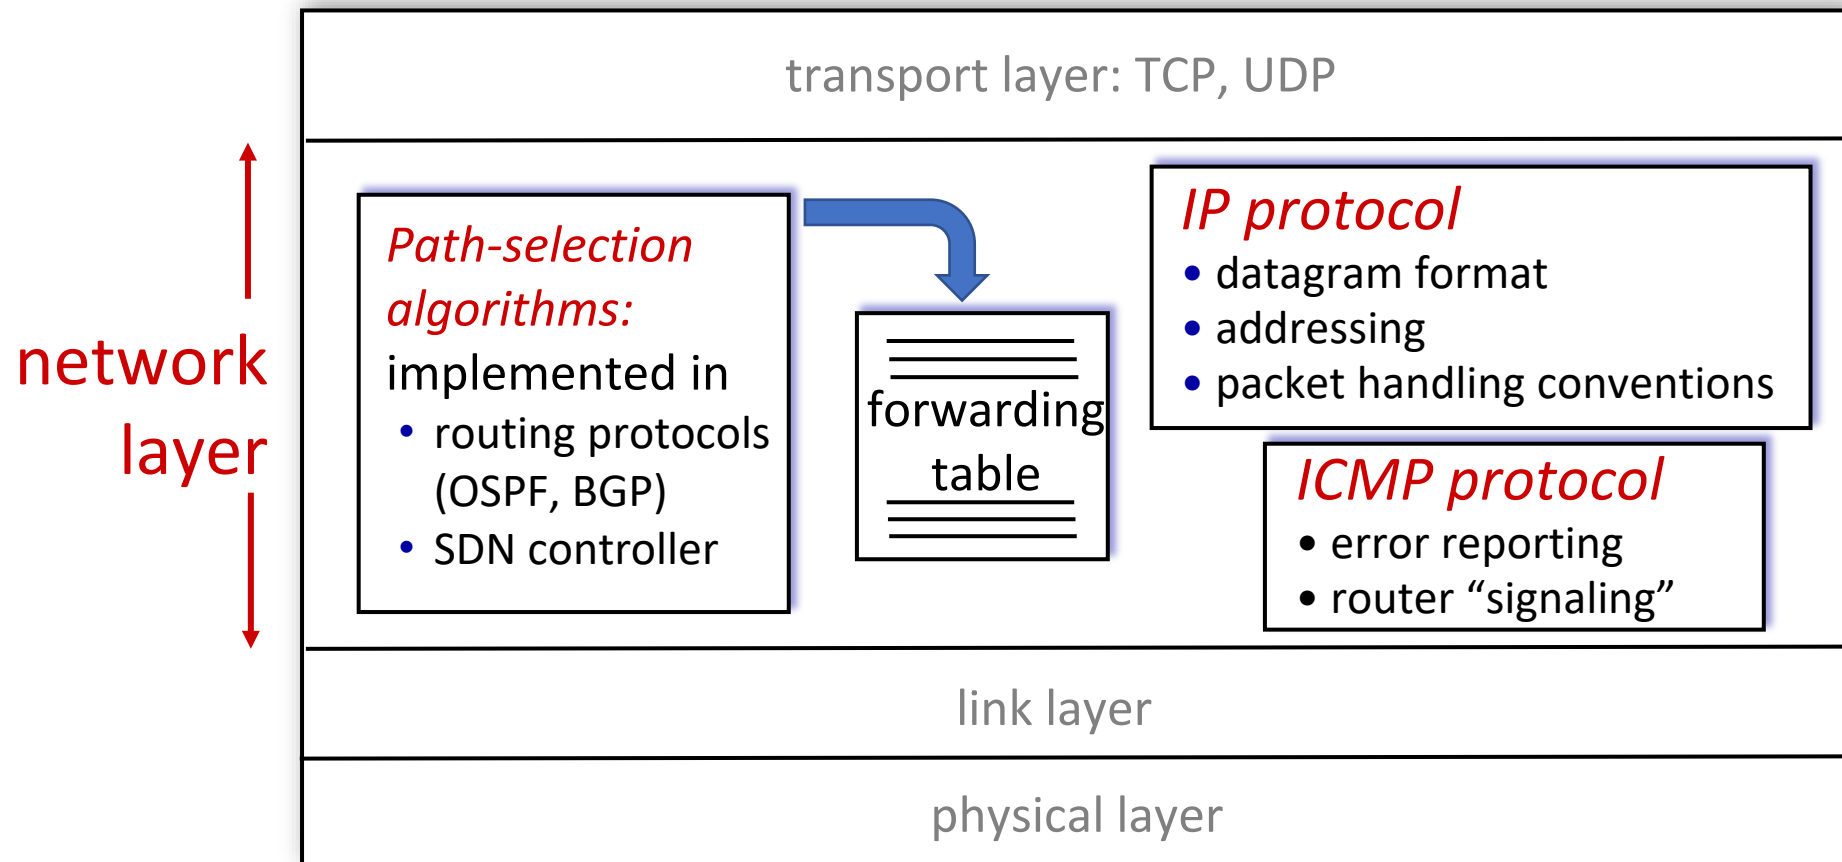 transport layer: TCP, UDP
network
layer
Path-selection
algorithms:
implemented in
• routing protocols
(OSPF, BGP)
• SDN controller
forwarding
table
IP protocol
• datagram format
• addressing
• packet handling conventions
ICMP protocol
• error reporting
• router “signaling”
link layer
physical layer